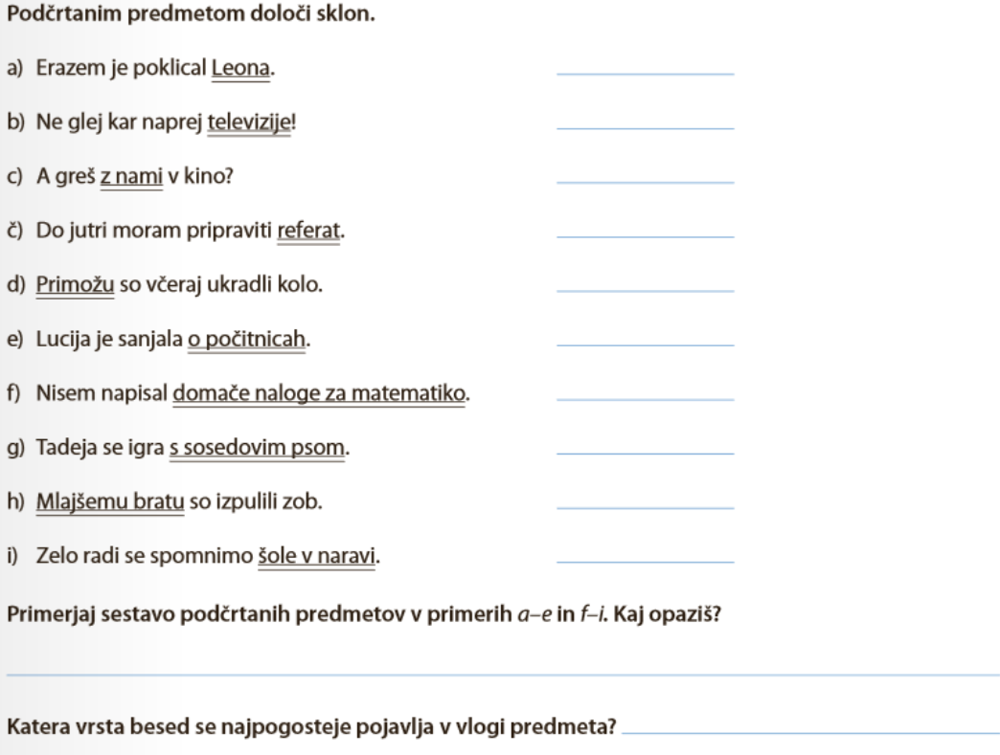 Podčrtanim predmetom določi sklon.
a) Erazem je poklical Leona.
b) Ne glej kar naprej televizije!
c) A greš z nami v kino?
č) Do jutri moram pripraviti referat.
d) Primožu so včeraj ukradli kolo.
e) Lucija je sanjala o počitnicah.
f) Nisem napisal domače naloge za matematiko.
g) Tadeja se igra s sosedovim psom.
h) Mlajšemu bratu so izpulili zob.
i) Zelo radi se spomnimo šole v naravi.
Primerjaj sestavo podčrtanih predmetov v primerih a–e in f–i. Kaj opaziš?
Katera vrsta besed se najpogosteje pojavlja v vlogi predmeta?